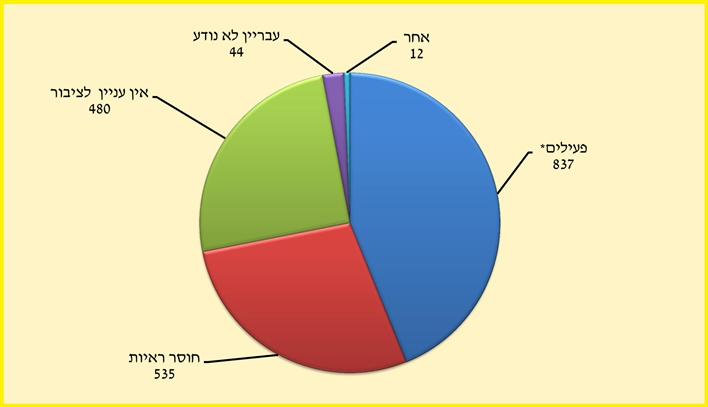 עבריין לא נודע
44
אחר
12
אין עניין לציבור
480
פעילים*
837
חוסר ראיות
535